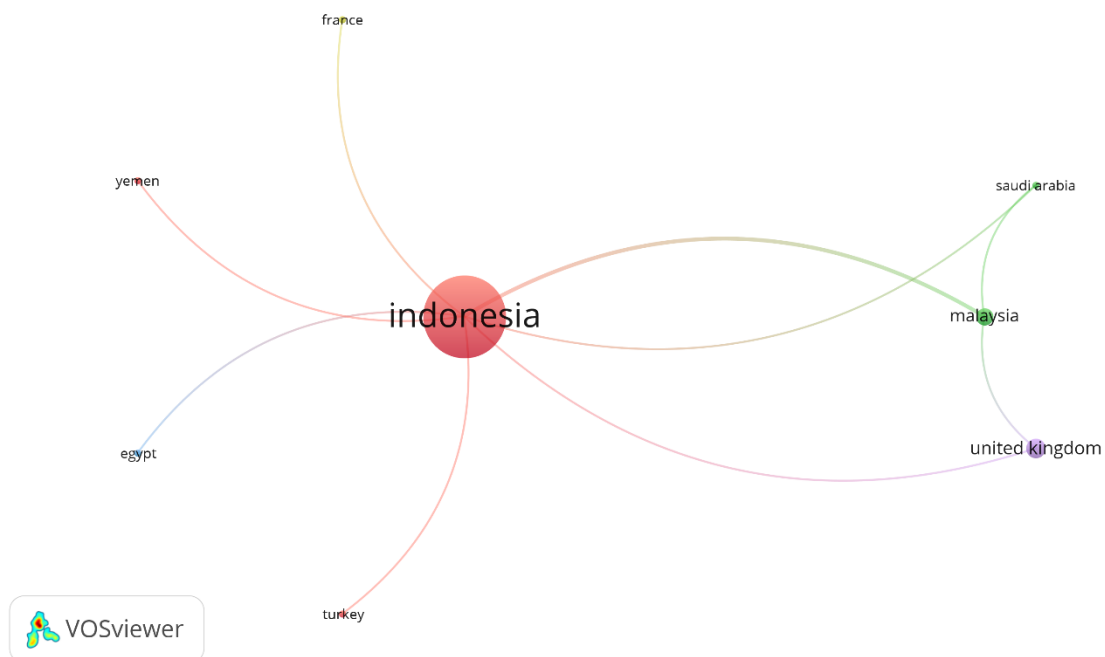 france
yemen
saudi arabia
indonesia
malaysia
united kingdom
egypt
turkey
VOSviewer